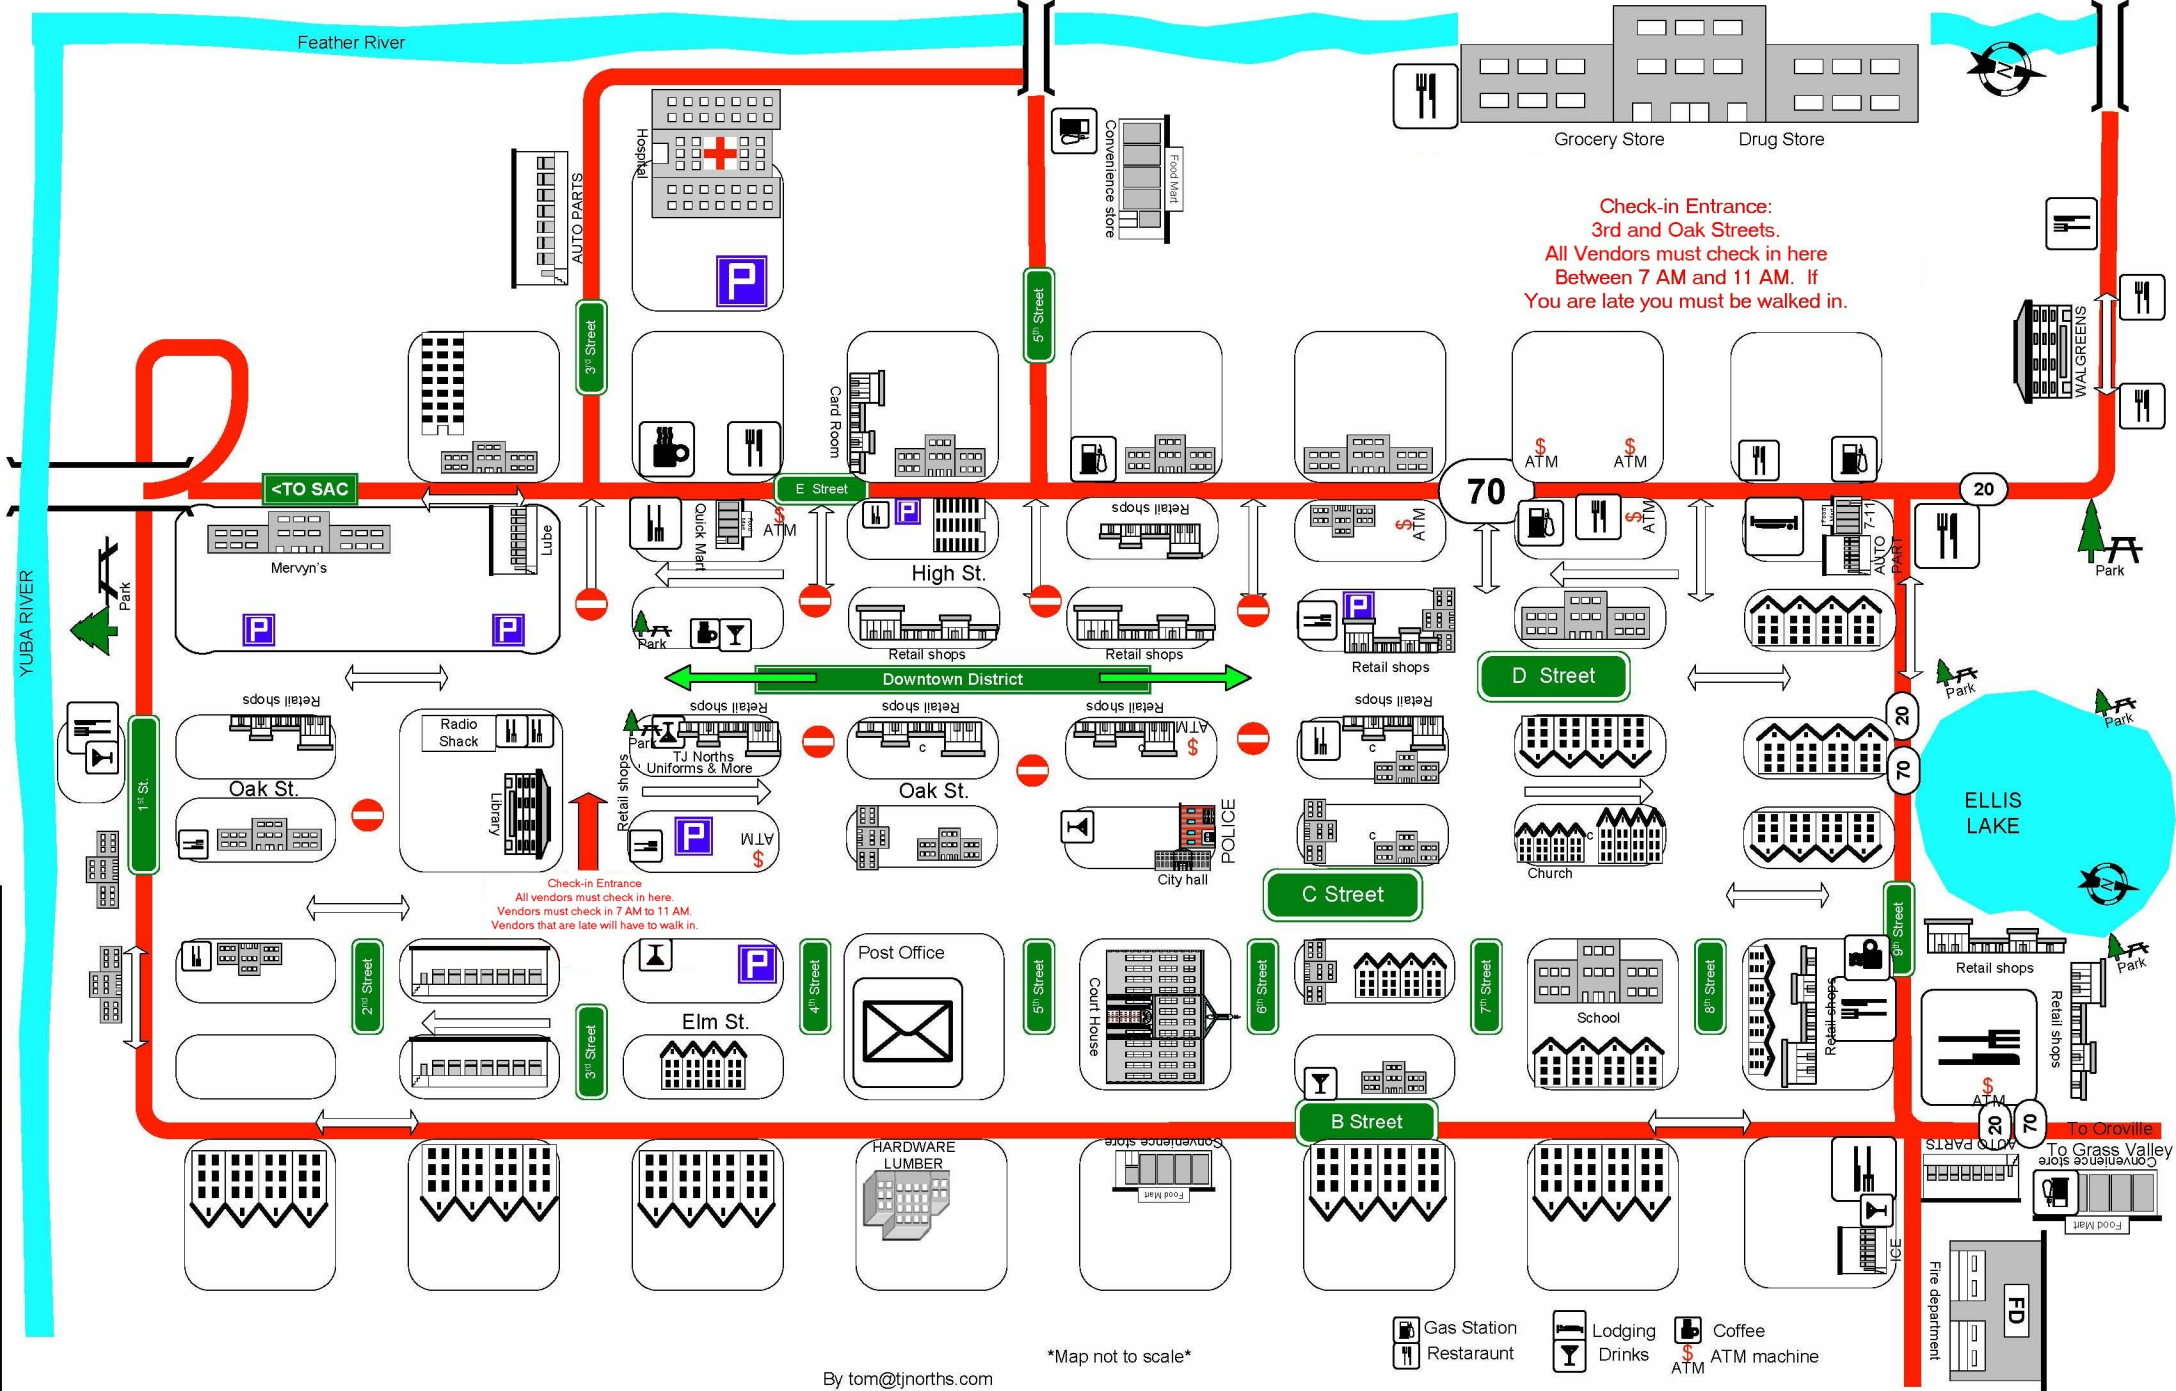 Feather River
Grocery Store
Drug Store
Hospital
AUTO PARTS
Convenience store
Food Mart
Check-in Entrance:
3rd and Oak Streets.
All Vendors must check in here
Between 7 AM and 11 AM. If
You are late you must be walked in.
3rd Street
5th Street
WALGREENS
Card Room
ATM
ATM
<TO SAC
E Street
70
20
Mervyn's
Lube
Quick Mart
ATM
Retail shops
ATM
ATM
7-11
AUTO PART
Park
High St.
Park
YUBA RIVER
Park
Retail shops
Retail shops
Retail shops
Downtown District
D Street
Park
20
70
Park
Retail shops
Radio
Shack
Retail shops
Park
TJ Norths
Uniforms & More
Retail shops
Retail shops
ATM
Retail shops
c
c
c
1st St.
Oak St.
Library
Retail shops
ATM
Oak St.
POLICE
City hall
c
c
Church
ELLIS
LAKE
Check-in Entrance
All vendors must check in here.
Vendors must check in 7 AM to 11 AM.
Vendors that are late will have to walk in.
C Street
9th Street
Retail shops
Park
2nd Street
3rd Street
Elm St.
4th Street
Post Office
5th Street
Court House
6th Street
7th Street
School
8th Street
Retail shops
Retail shops
ATM
B Street
20
70
To Oroville
To Grass Valley
HARDWARE
LUMBER
Convenience store
Food Mart
AUTO PARTS
Convenience store
Food Mart
ICE
Fire department
FD
Gas Station
Restaraunt
Lodging
Drinks
Coffee
ATM
ATM machine
*Map not to scale*
By tom@tjnorths.com